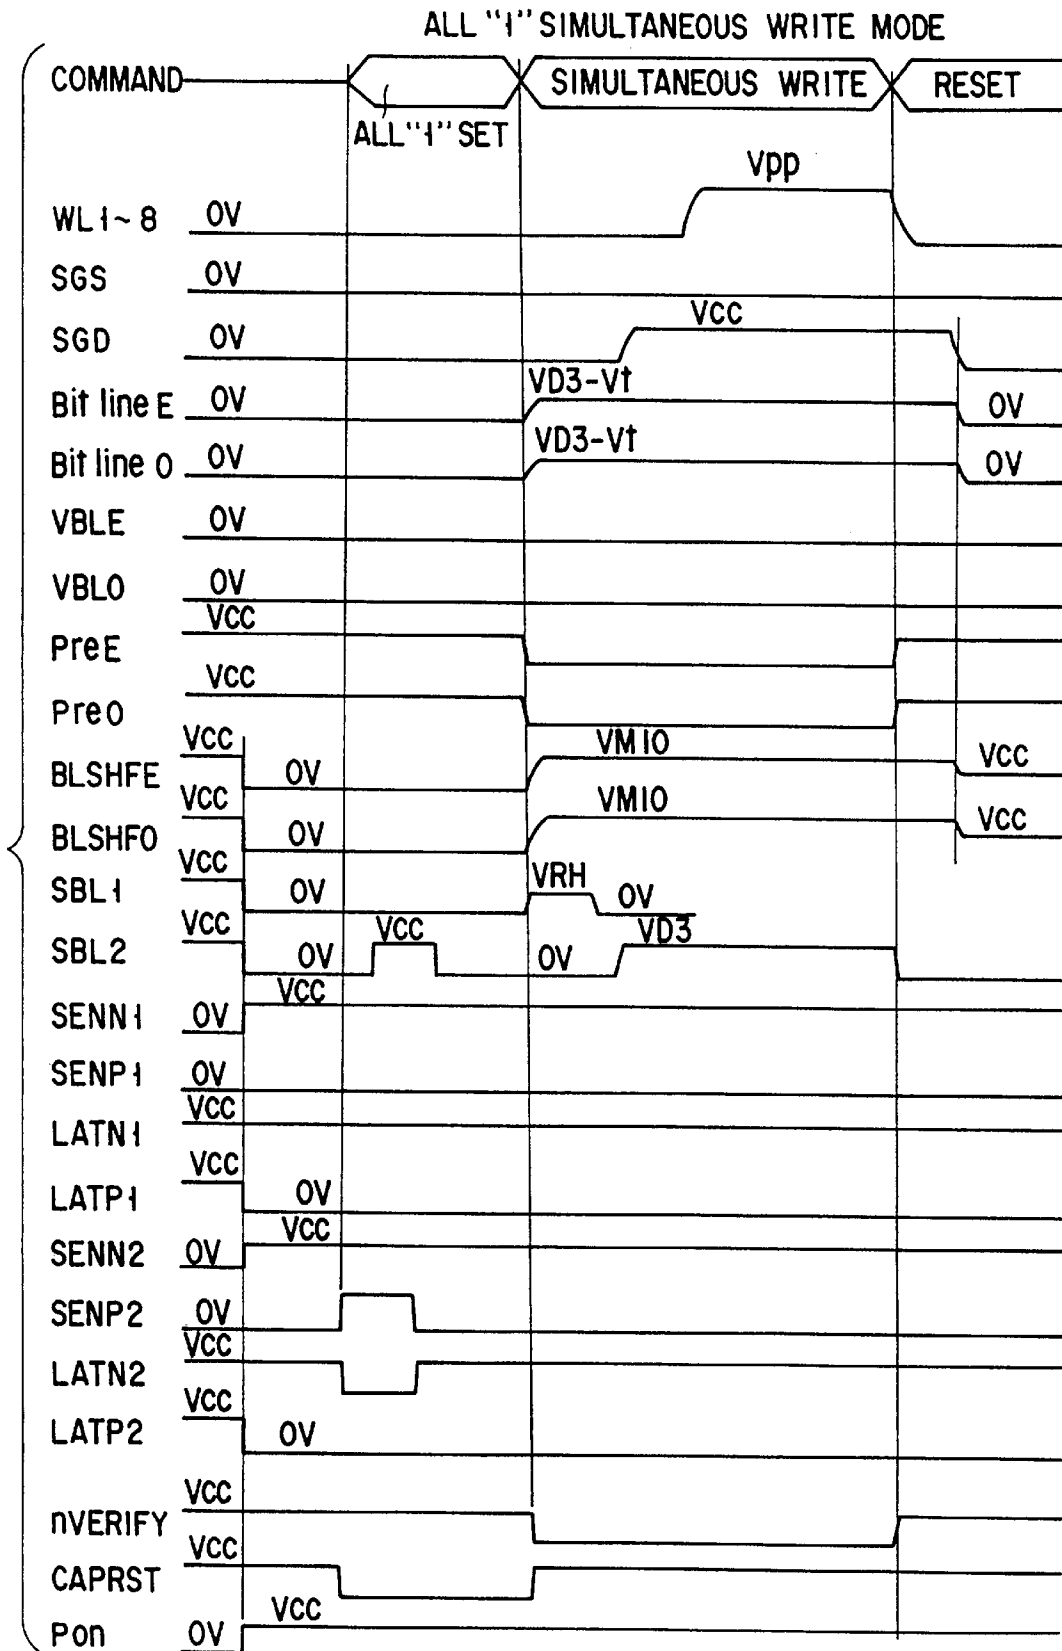 ALL "1" SIMULTANEOUS WRITE MODE
COMMAND SIMULTANEOUS WRITE RESET
ALL "1" SET
Vpp
WL1~8 0V
SGS 0V
SGD 0V Vcc
Bit line E 0V VD3-Vt 0V
Bit line O 0V VD3-Vt 0V
VBLE 0V
VBLO 0V
PreE Vcc
PreO Vcc
BLSHFE Vcc 0V VM10 Vcc
BLSHFO Vcc 0V VM10 Vcc
SBL1 Vcc 0V VRH 0V
SBL2 Vcc 0V Vcc 0V VD3
SENN1 0V Vcc
SENP1 0V
LATN1 Vcc
LATP1 Vcc 0V
SENN2 0V Vcc
SENP2 0V
LATN2 Vcc
LATP2 Vcc 0V
nVERIFY Vcc
CAPRST Vcc
Pon 0V Vcc